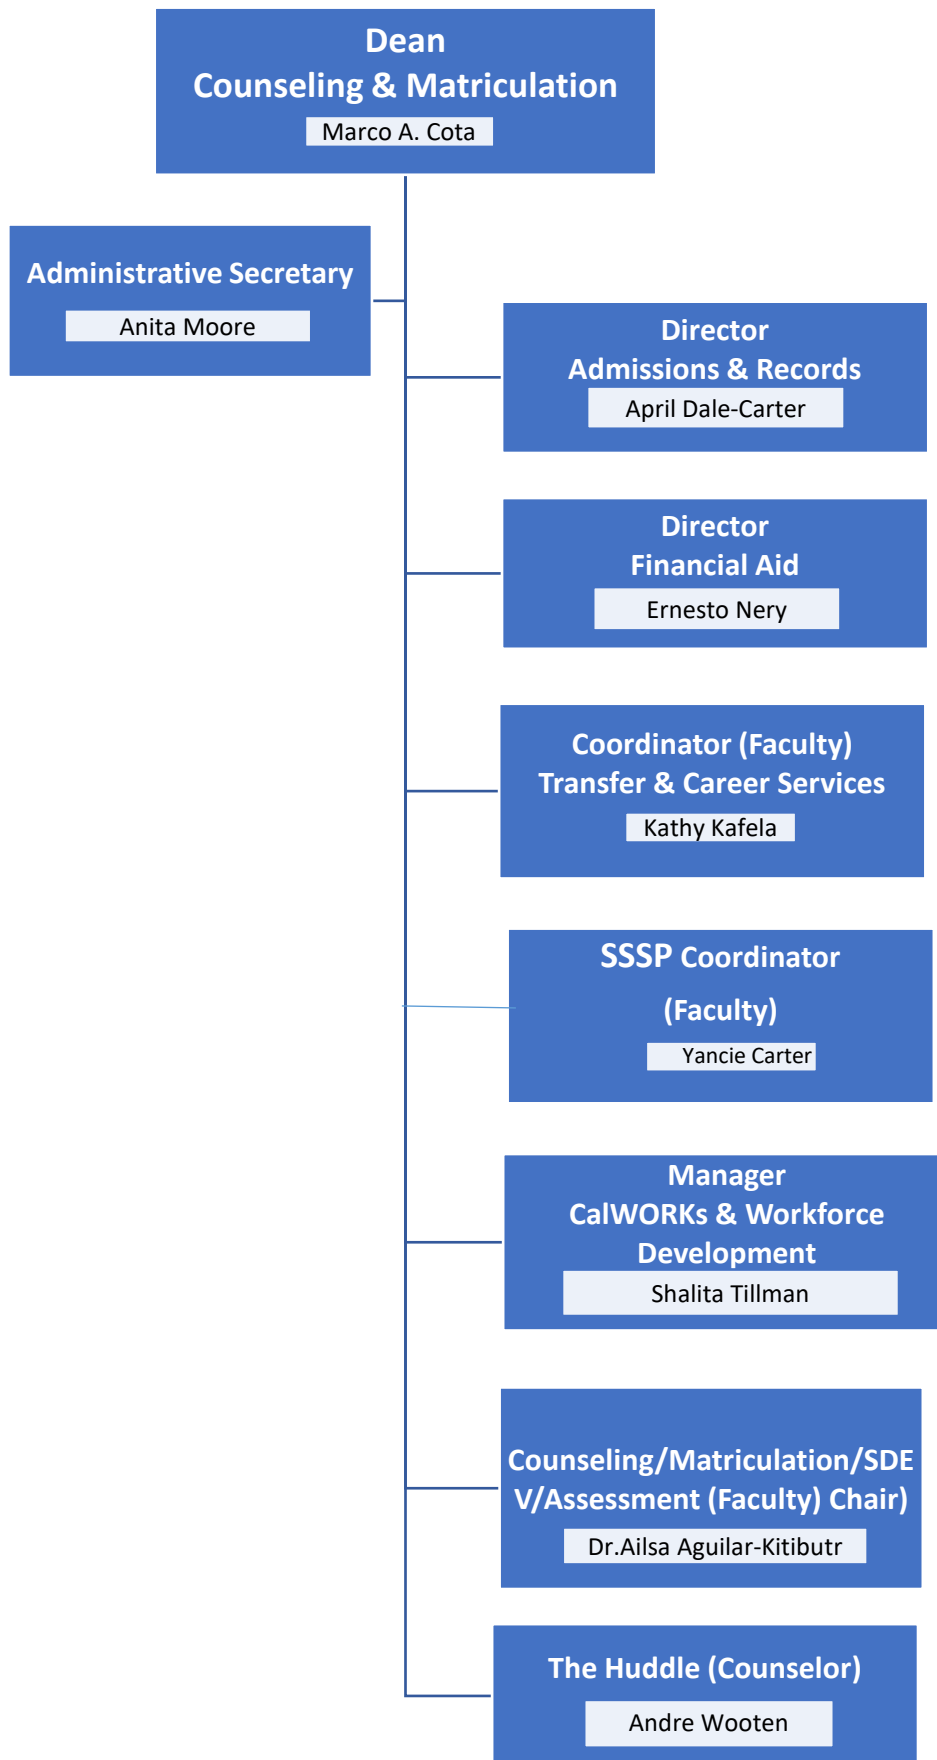 Dean
Counseling & Matriculation
Marco A. Cota
Administrative Secretary
Anita Moore
Director
Admissions & Records
April Dale-Carter
Director
Financial Aid
Ernesto Nery
Coordinator (Faculty)
Transfer & Career Services
Kathy Kafela
SSSP Coordinator
(Faculty)
Yancie Carter
Manager
CalWORKs & Workforce
Development
Shalita Tillman
Counseling/Matriculation/SDE
V/Assessment (Faculty) Chair)
Dr.Ailsa Aguilar-Kitibutr
The Huddle (Counselor)
Andre Wooten